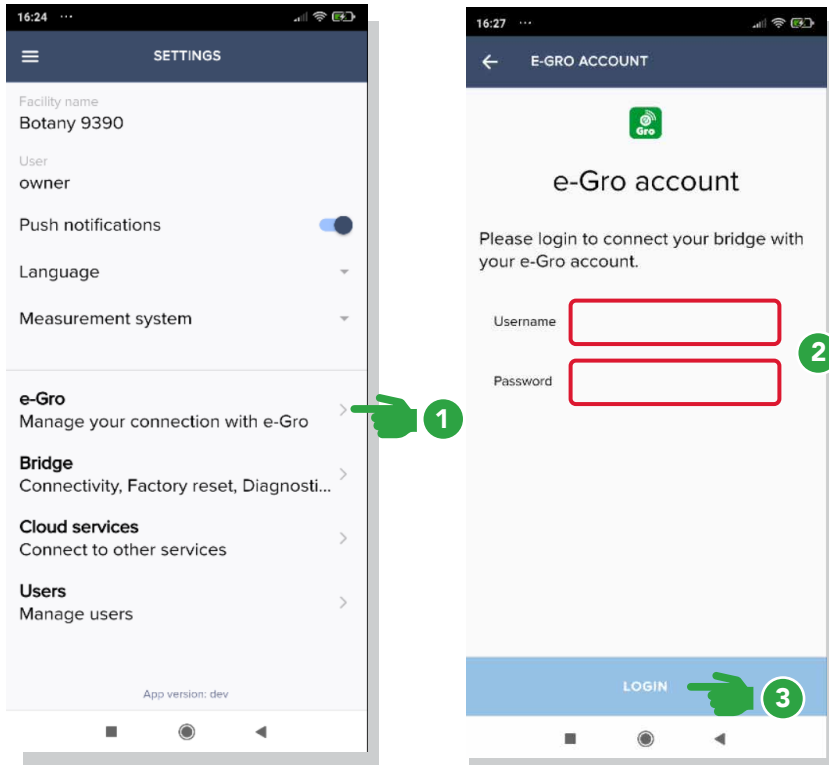 16:24 ...
SETTINGS
Facility name
Botany 9390
User
owner
Push notifications
Language
Measurement system
e-Gro
Manage your connection with e-Gro
Bridge
Connectivity, Factory reset, Diagnosti...
Cloud services
Connect to other services
Users
Manage users
App version: dev
1
16:27 ...
E-GRO ACCOUNT
Gro
e-Gro account
Please login to connect your bridge with
your e-Gro account.
Username
Password
2
LOGIN
3